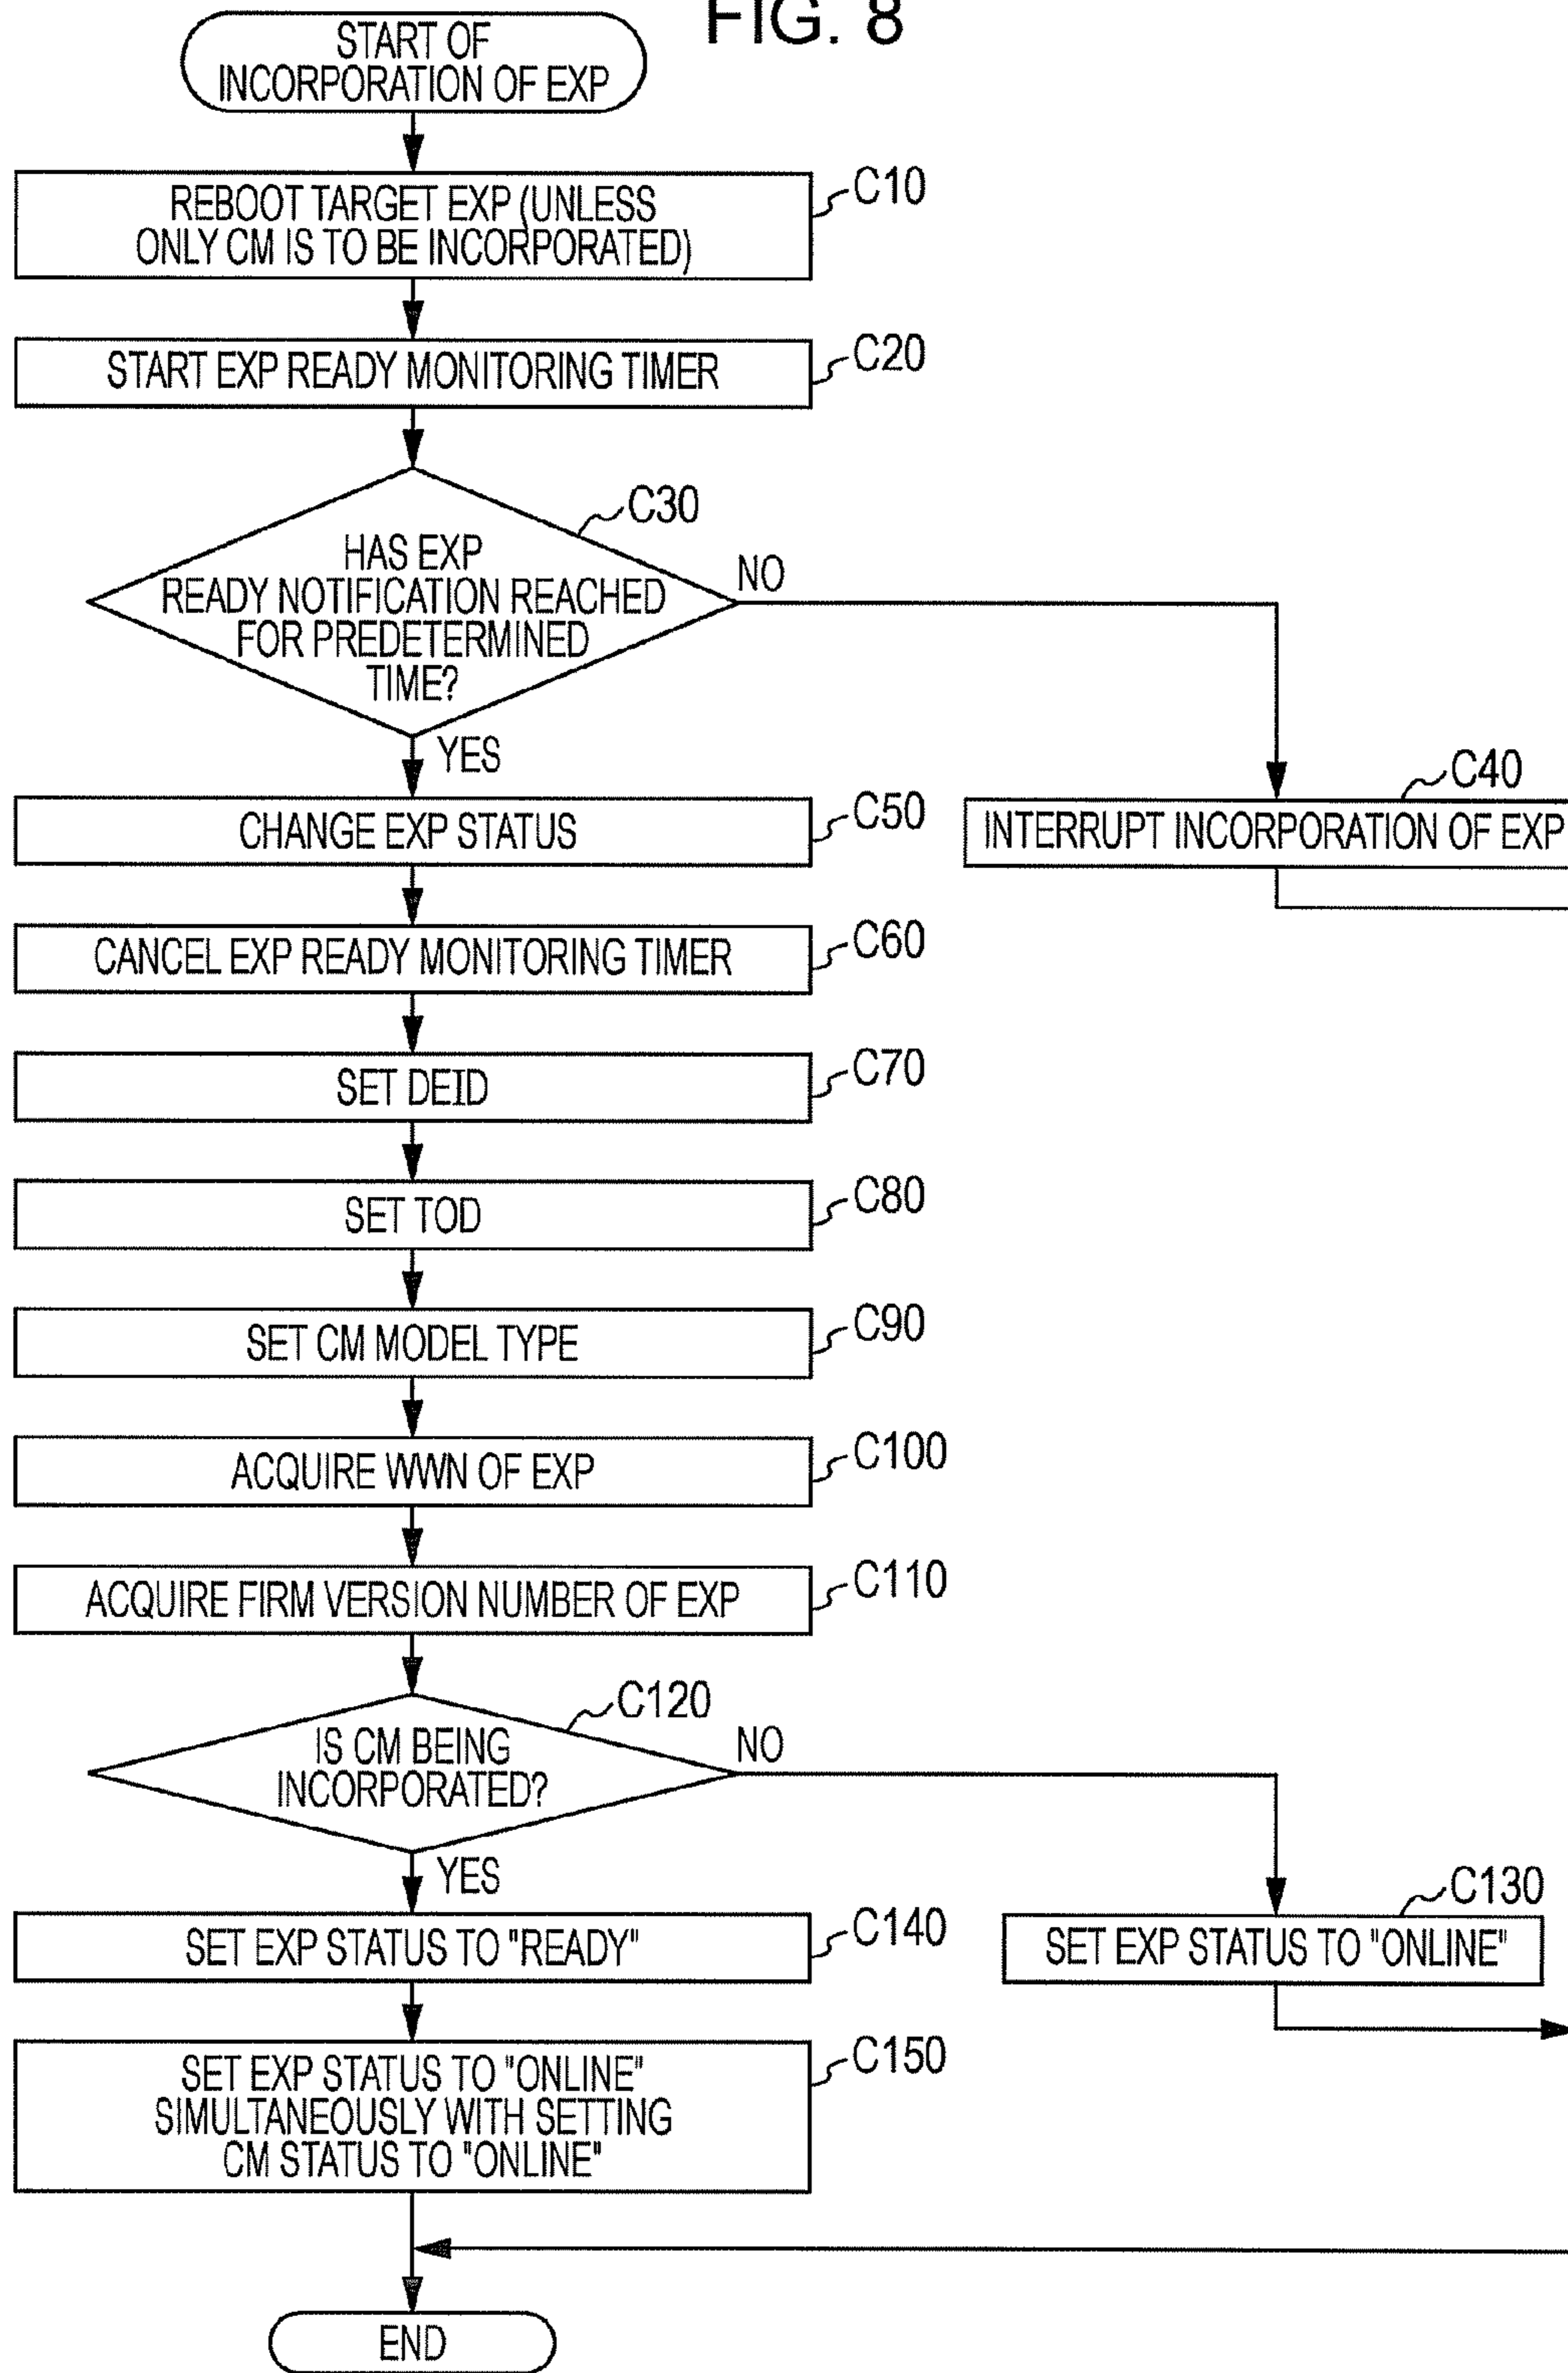 FIG. 8
START OF
INCORPORATION OF EXP
REBOOT TARGET EXP (UNLESS
ONLY CM IS TO BE INCORPORATED)
C10
START EXP READY MONITORING TIMER
C20
C30
HAS EXP
READY NOTIFICATION REACHED
FOR PREDETERMINED
TIME?
NO
YES
C40
INTERRUPT INCORPORATION OF EXP
CHANGE EXP STATUS
C50
CANCEL EXP READY MONITORING TIMER
C60
SET DEID
C70
SET TOD
C80
SET CM MODEL TYPE
C90
ACQUIRE WWN OF EXP
C100
ACQUIRE FIRM VERSION NUMBER OF EXP
C110
C120
IS CM BEING
INCORPORATED?
NO
YES
C130
SET EXP STATUS TO "ONLINE"
SET EXP STATUS TO "READY"
C140
SET EXP STATUS TO "ONLINE"
SIMULTANEOUSLY WITH SETTING
CM STATUS TO "ONLINE"
C150
END